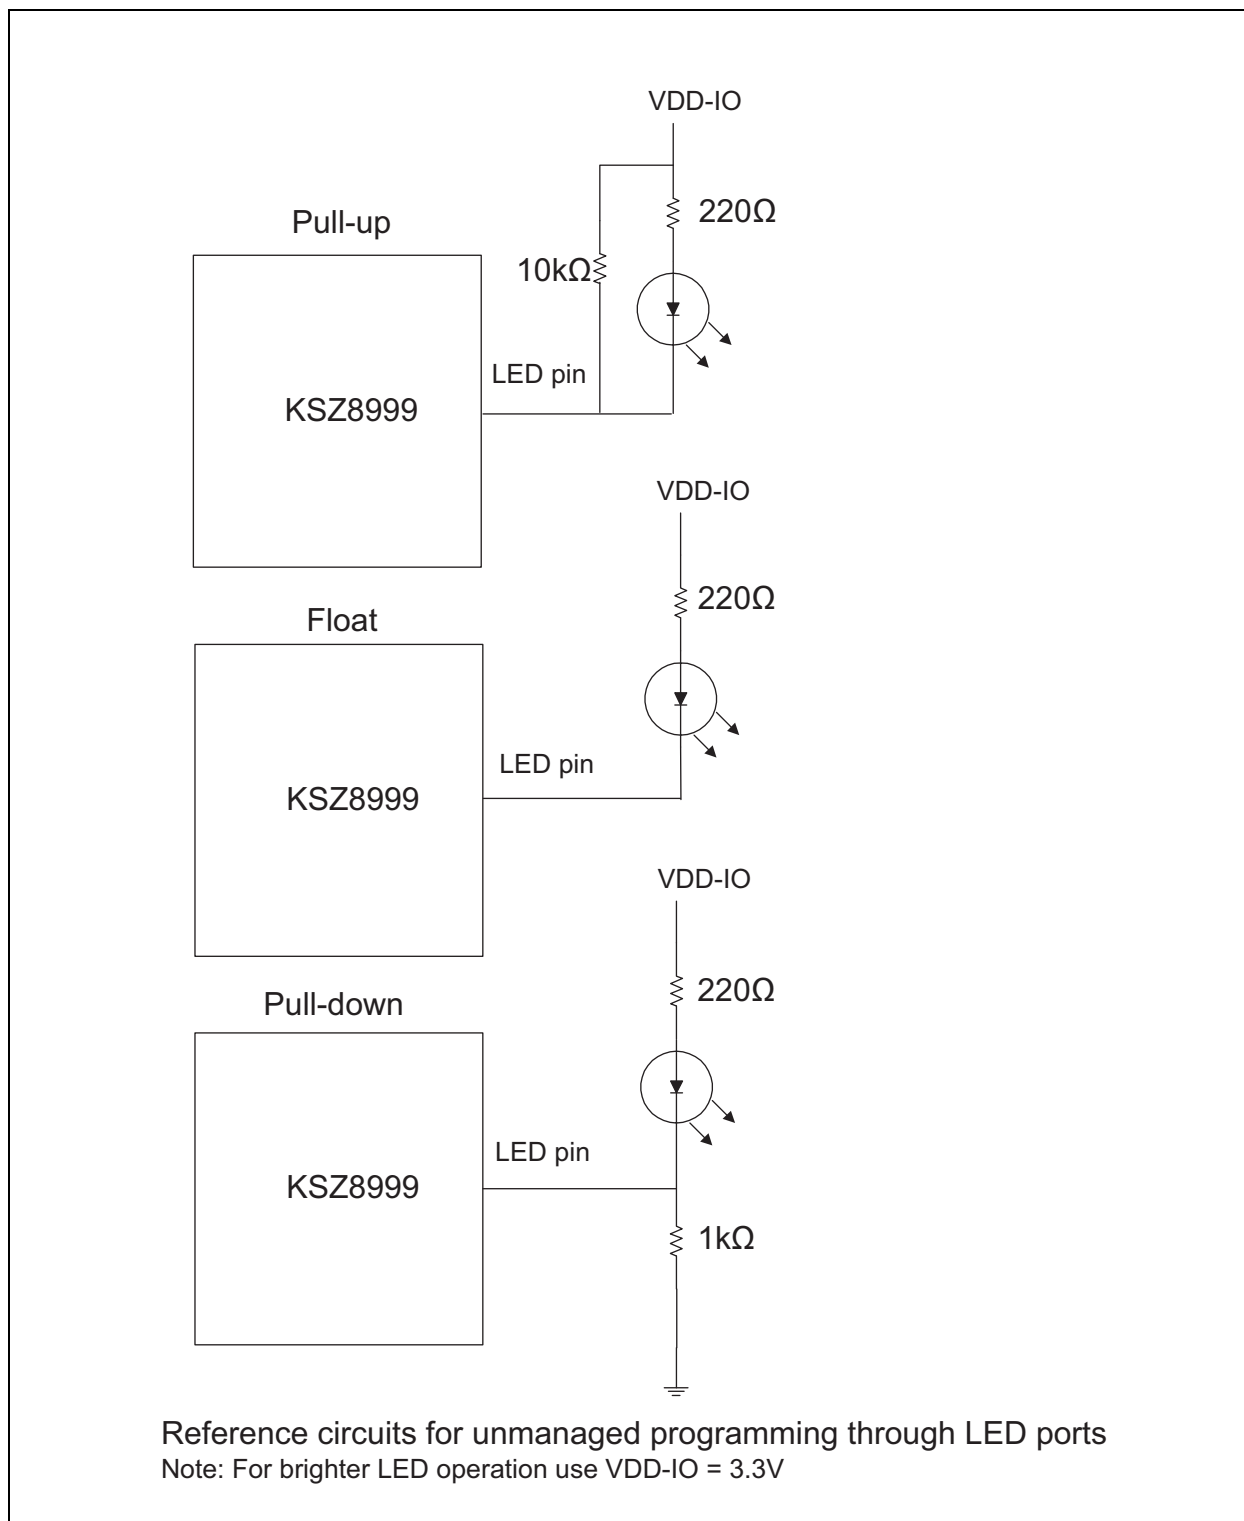 VDD-IO
220Ω
Pull-up
10kΩ
LED pin
KSZ8999
VDD-IO
220Ω
Float
LED pin
KSZ8999
VDD-IO
220Ω
Pull-down
LED pin
KSZ8999
1kΩ
Reference circuits for unmanaged programming through LED ports
Note: For brighter LED operation use VDD-IO = 3.3V